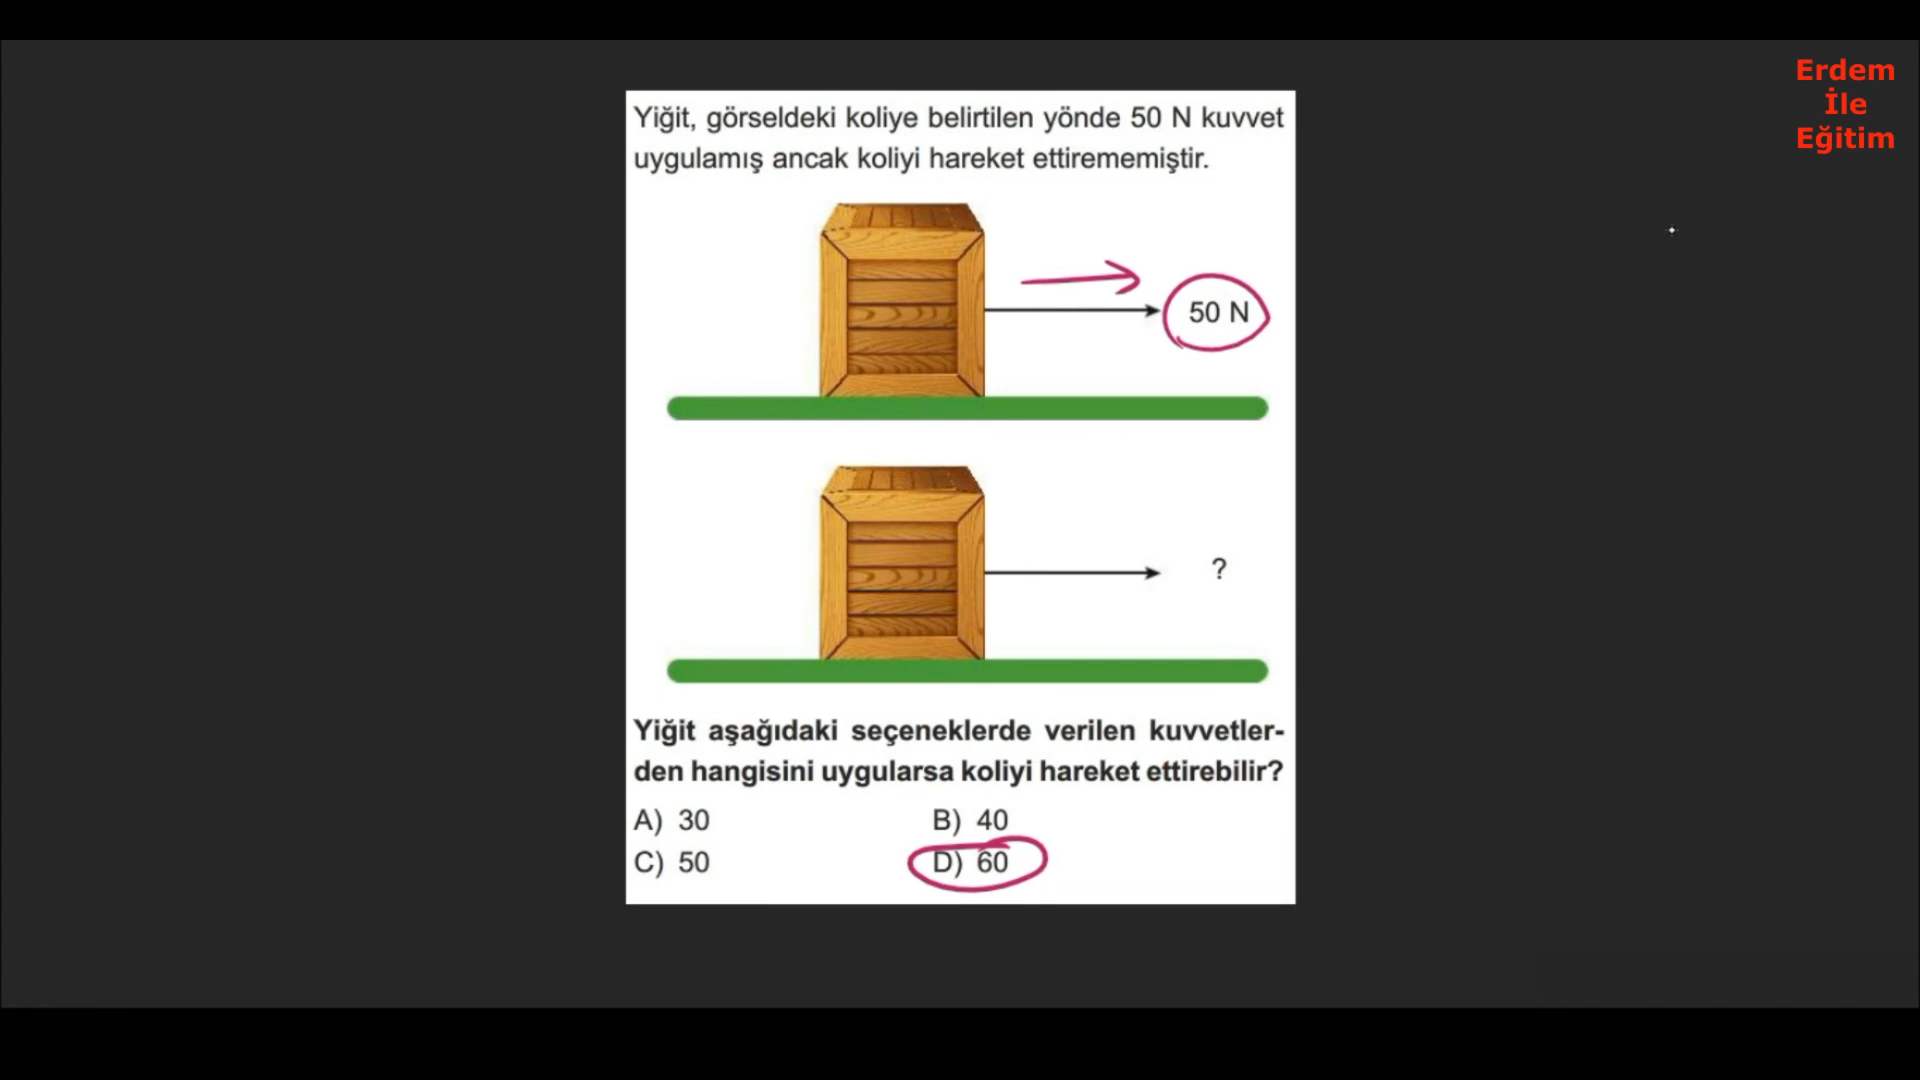 Erdem
İle
Eğitim
Yiğit, görseldeki koliye belirtilen yönde 50 N kuvvet
uygulamış ancak koliyi hareket ettirememiştir.
50 N
?
Yiğit aşağıdaki seçeneklerde verilen kuvvetler-
den hangisini uygularsa koliyi hareket ettirebilir?
A) 30 B) 40
C) 50 D) 60